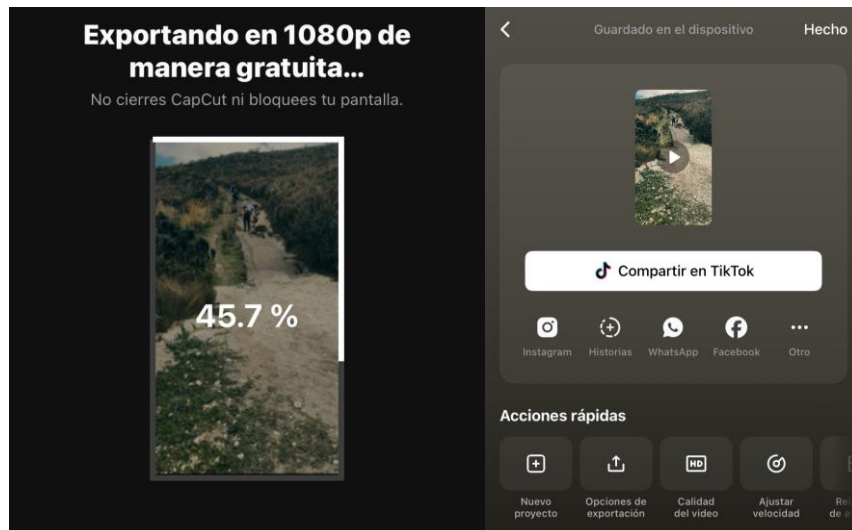 Exportando en 1080p de
manera gratuita...
No cierres CapCut ni bloquees tu pantalla.
45.7 %
Guardado en el dispositivo
Hecho
Compartir en TikTok
Instagram
Historias
WhatsApp
Facebook
Otro
Acciones rápidas
HD
Nuevo
proyecto
Opciones de
exportación
Calidad
del vídeo
Ajustar
velocidad